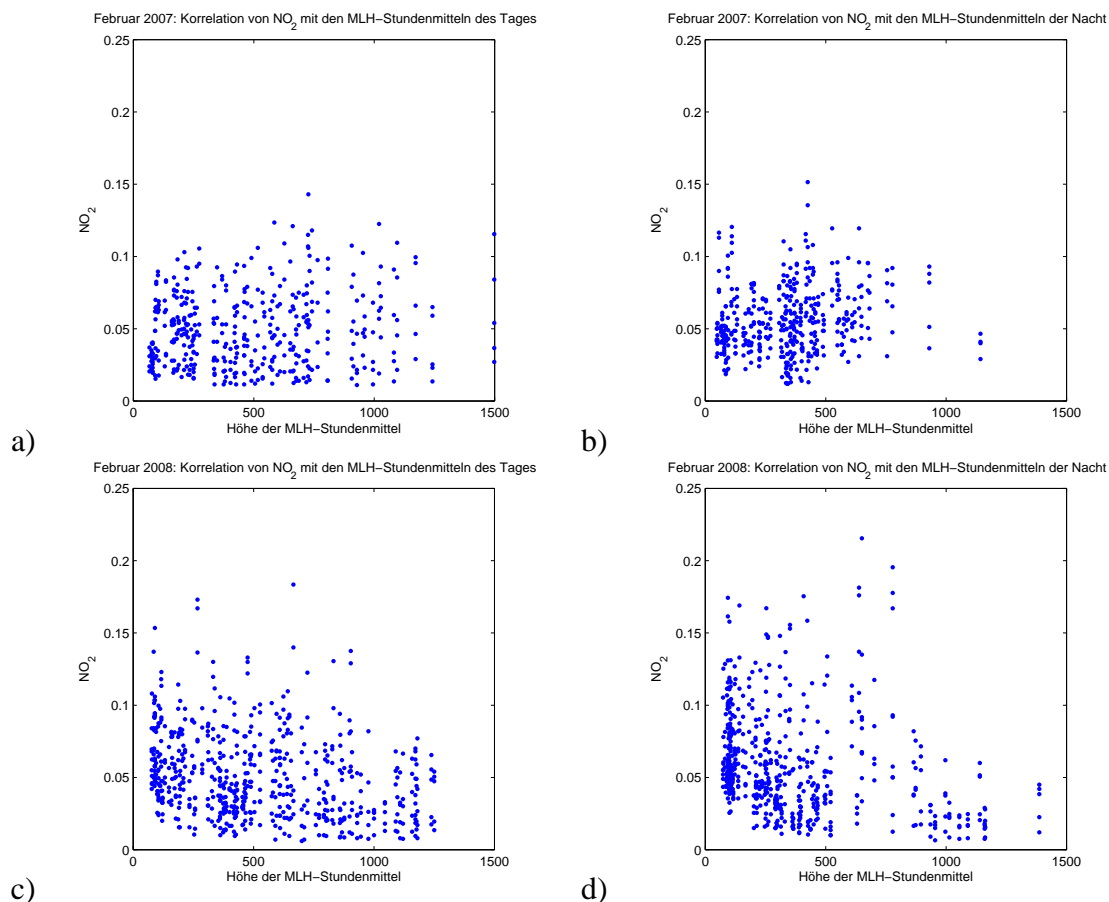 Februar 2007: Korrelation von NO2 mit den MLH−Stundenmitteln des Tages
0.25
0.2
0.15
0.1
0.05
0
NO2
0 500 1000 1500
Höhe der MLH−Stundenmittel
a)
Februar 2007: Korrelation von NO2 mit den MLH−Stundenmitteln der Nacht
0.25
0.2
0.15
0.1
0.05
0
NO2
0 500 1000 1500
Höhe der MLH−Stundenmittel
b)
Februar 2008: Korrelation von NO2 mit den MLH−Stundenmitteln des Tages
0.25
0.2
0.15
0.1
0.05
0
NO2
0 500 1000 1500
Höhe der MLH−Stundenmittel
c)
Februar 2008: Korrelation von NO2 mit den MLH−Stundenmitteln der Nacht
0.25
0.2
0.15
0.1
0.05
0
NO2
0 500 1000 1500
Höhe der MLH−Stundenmittel
d)